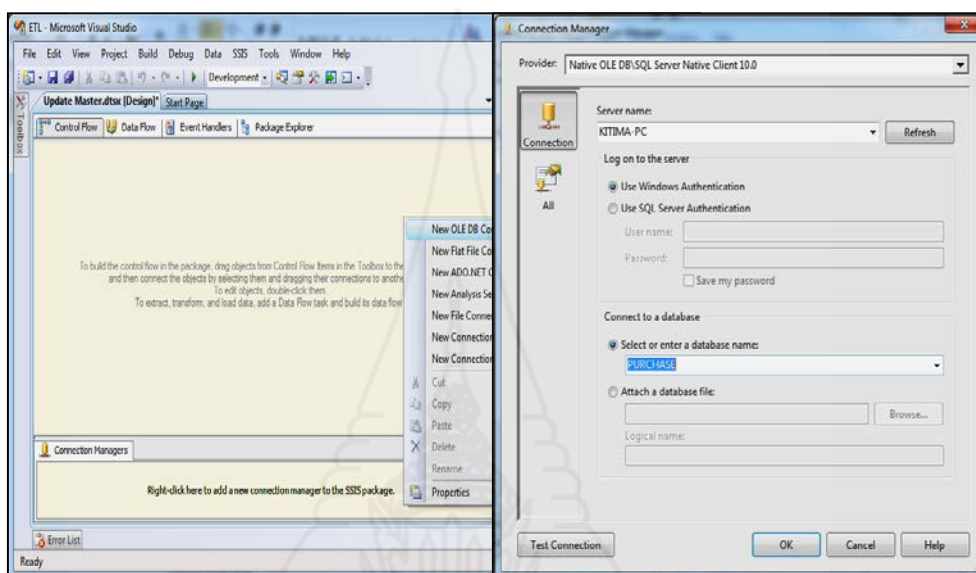 ETL - Microsoft Visual Studio
File Edit View Project Build Debug Data SSIS Tools Window Help
Development
Toolbox
Update Master.dtsx [Design]* Start Page
Control Flow Data Flow Event Handlers Package Explorer
To build the control flow in the package, drag objects from Control Flow Items in the Toolbox to the
and then connect the objects by selecting them and dragging their connections to anothe
To edit objects, double-click them.
To extract, transform, and load data, add a Data Flow task and build its data flow
New OLE DB Co
New Flat File Co
New ADO.NET C
New Analysis Se
New File Conne
New Connection
New Connection
Cut
Copy
Paste
Delete
Rename
Properties
Connection Managers
Right-click here to add a new connection manager to the SSIS package.
Error List
Ready
Connection Manager
Provider: Native OLE DB\SQL Server Native Client 10.0
Connection
All
Server name:
KITIMA-PC Refresh
Log on to the server
Use Windows Authentication
Use SQL Server Authentication
User name:
Password:
Save my password
Connect to a database
Select or enter a database name:
PURCHASE
Attach a database file:
Browse...
Logical name:
Test Connection OK Cancel Help